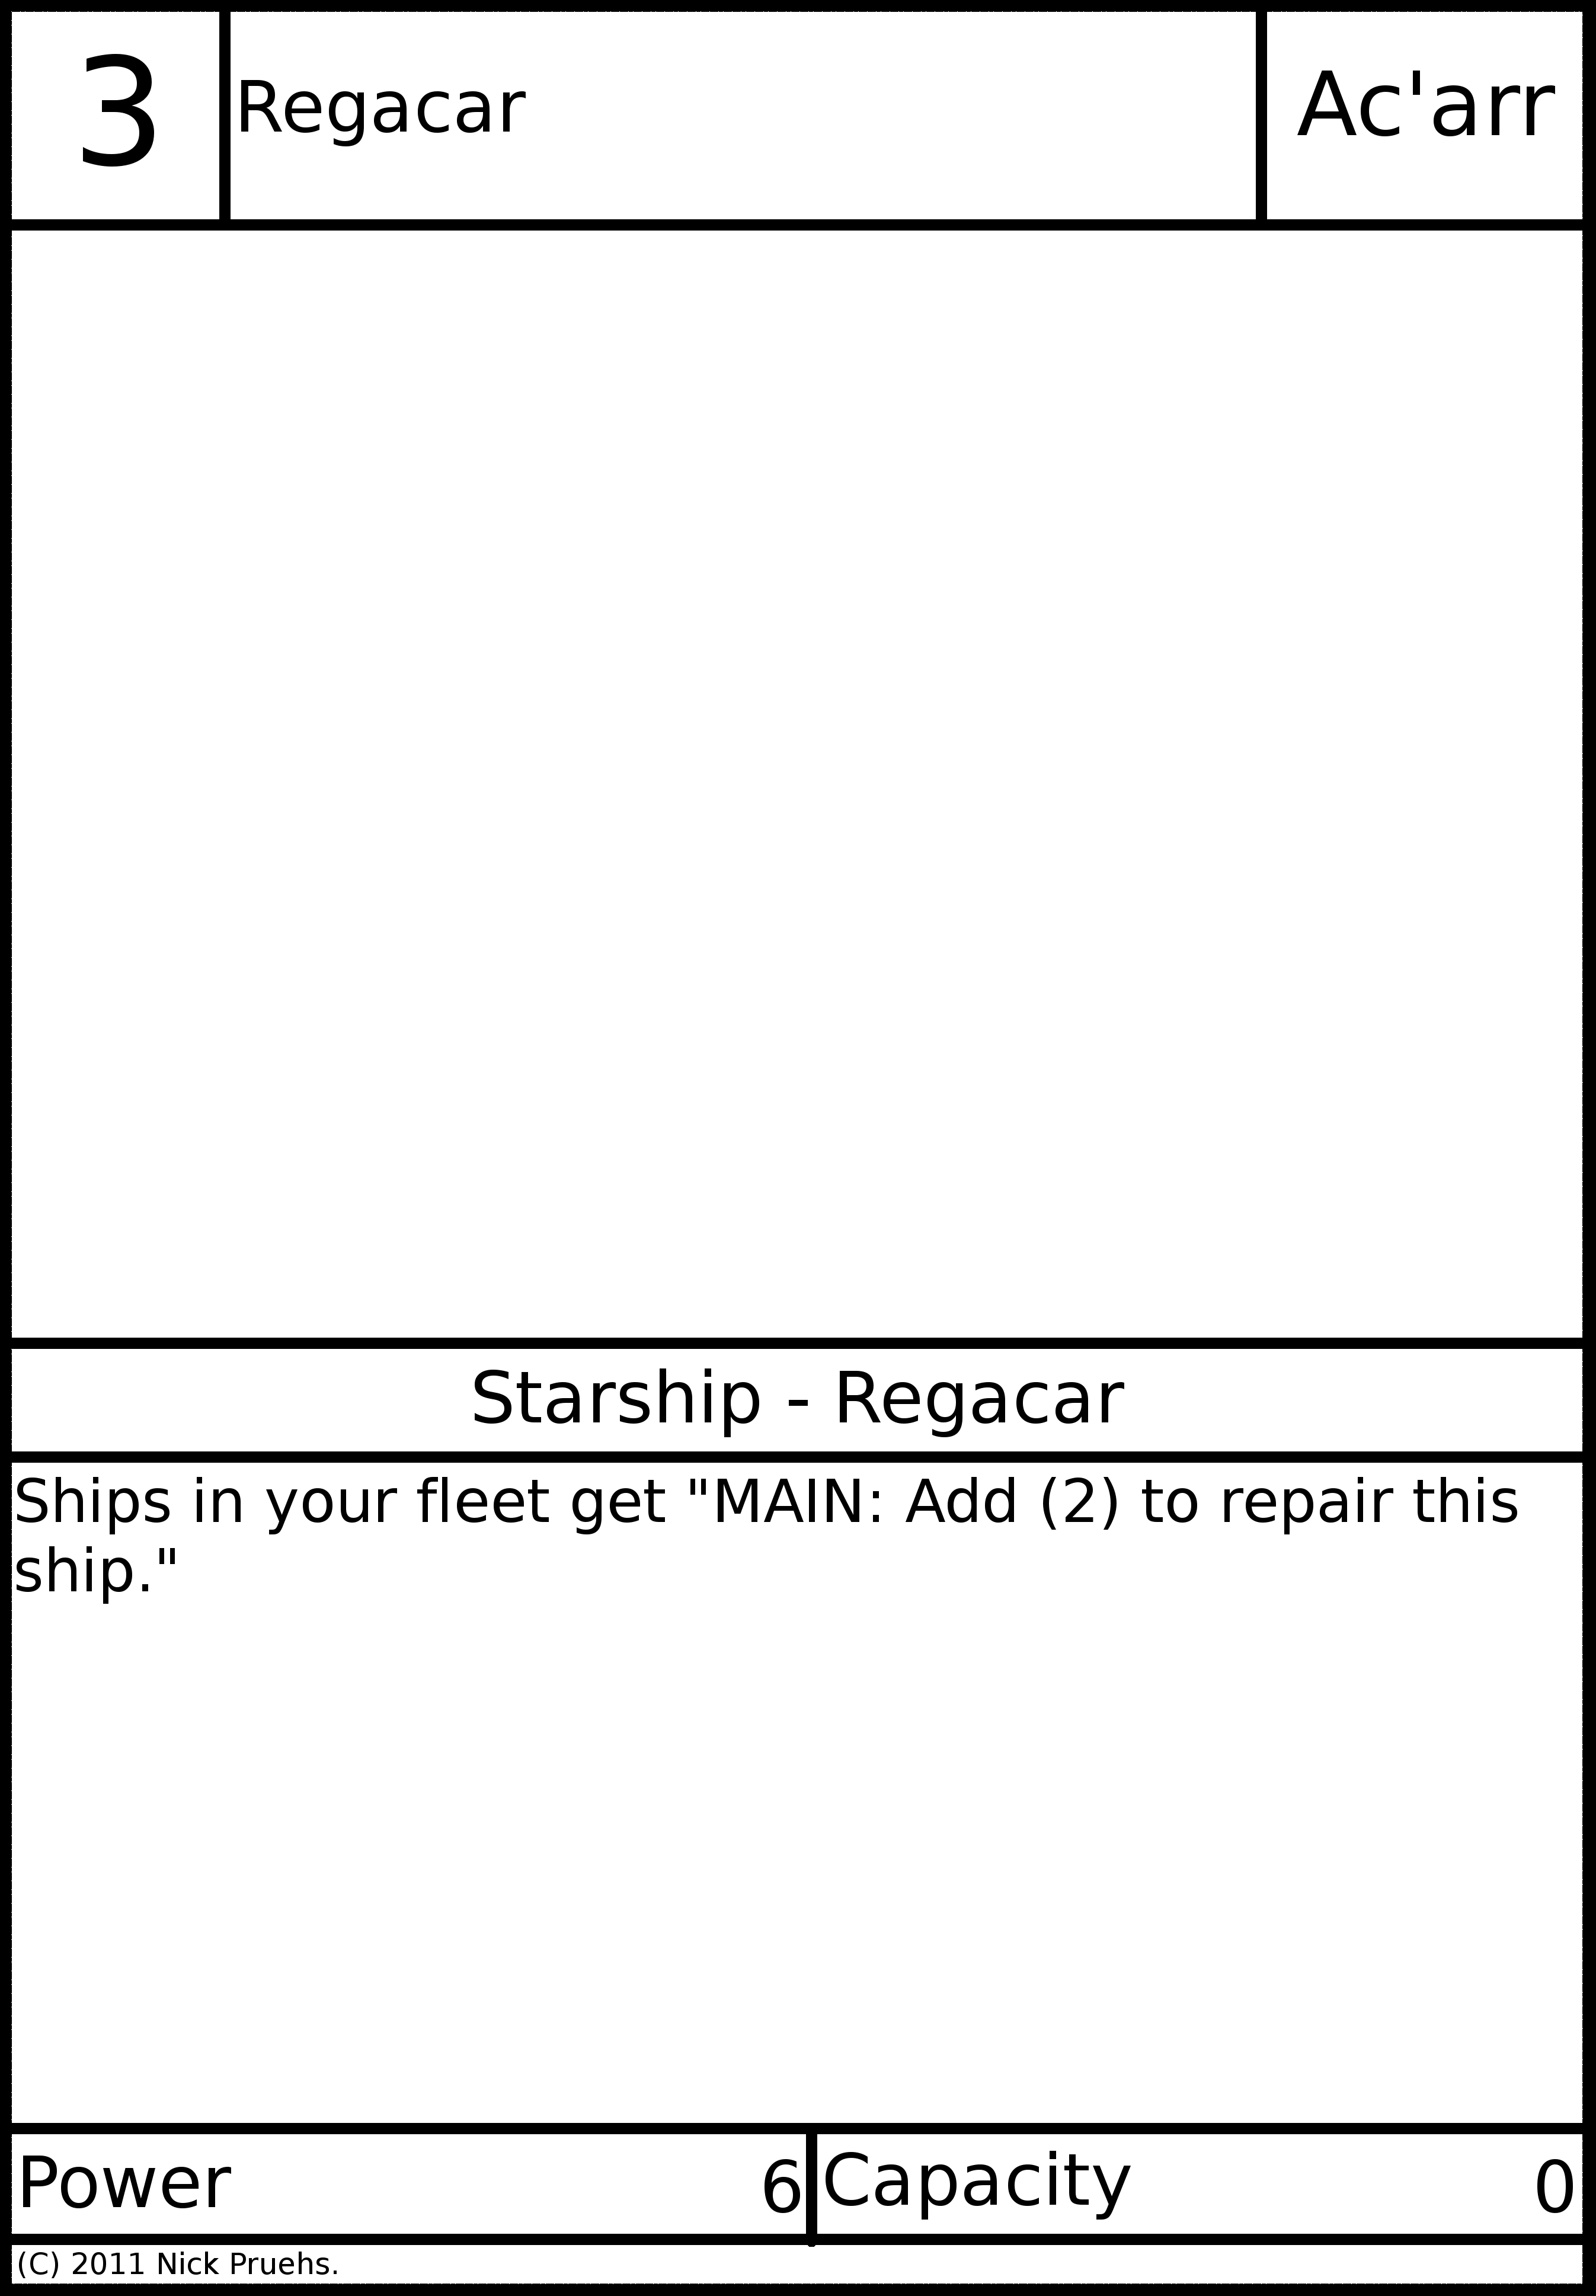 3 Regacar Ac'arr
Starship - Regacar
Ships in your fleet get "MAIN: Add (2) to repair this
ship."
Power 6 Capacity 0
(C) 2011 Nick Pruehs.